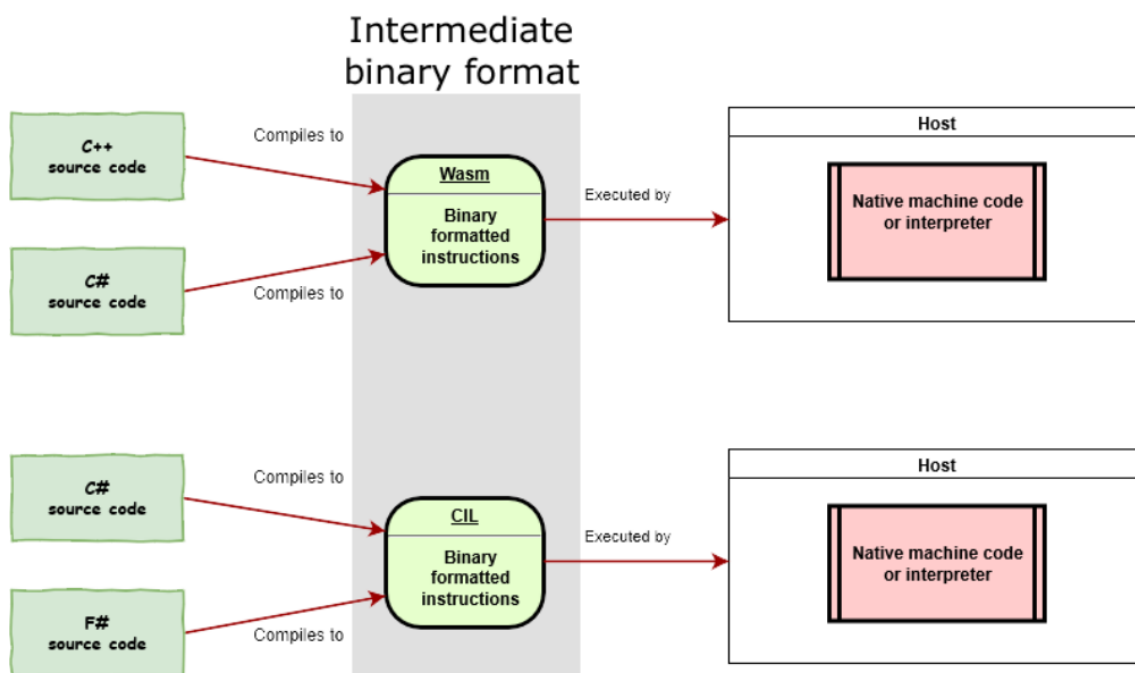 Intermediate
binary format
C++
source code
Compiles to
Wasm
Binary
formatted
instructions
Executed by
Host
Native machine code
or interpreter
C#
source code
Compiles to
C#
source code
Compiles to
CIL
Binary
formatted
instructions
Executed by
Host
Native machine code
or interpreter
F#
source code
Compiles to